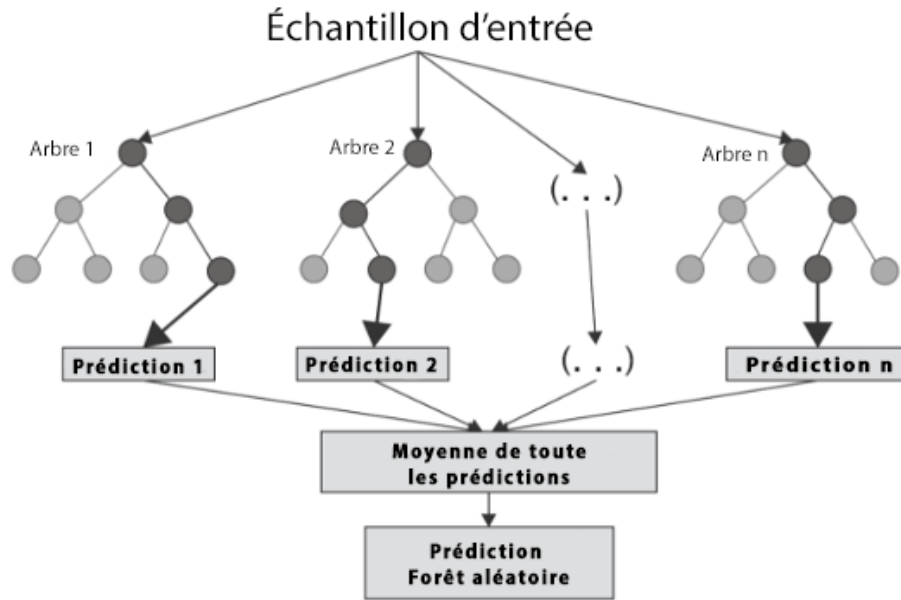 Échantillon d'entrée
Arbre 1
Arbre 2
Arbre n
(. . .)
Prédiction 1
Prédiction 2
(. . .)
Prédiction n
Moyenne de toute
les prédictions
Prédiction
Forêt aléatoire